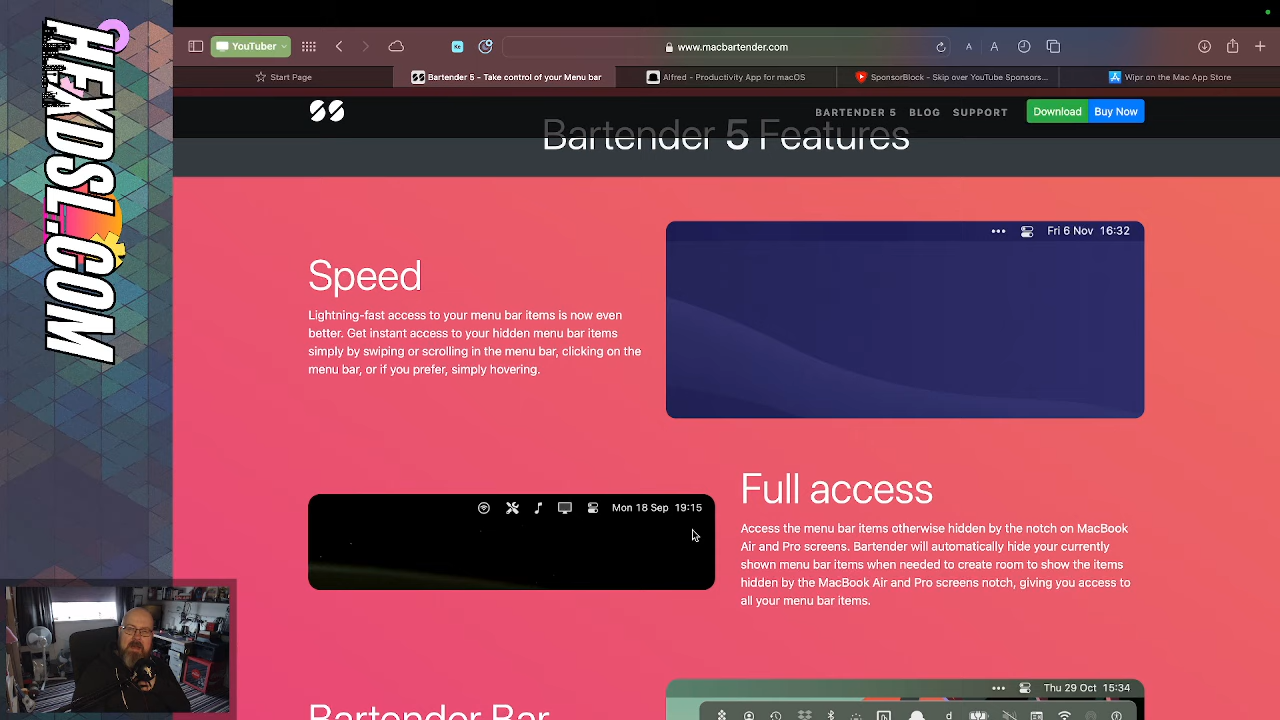 HEXDSL.COM
YouTuber
www.macbartender.com
A
A
Start Page
Bartender 5 - Take control of your Menu bar
Alfred - Productivity App for macOS
SponsorBlock - Skip over YouTube Sponsors...
Wipr on the Mac App Store
BARTENDER 5
BLOG
SUPPORT
Download
Buy Now
Bartender 5 Features
Fri 6 Nov 16:32
Speed
Lightning-fast access to your menu bar items is now even
better. Get instant access to your hidden menu bar items
simply by swiping or scrolling in the menu bar, clicking on the
menu bar, or if you prefer, simply hovering.
Mon 18 Sep 19:15
Full access
Access the menu bar items otherwise hidden by the notch on MacBook
Air and Pro screens. Bartender will automatically hide your currently
shown menu bar items when needed to create room to show the items
hidden by the MacBook Air and Pro screens notch, giving you access to
all your menu bar items.
Thu 29 Oct 15:34
Bartender Bar